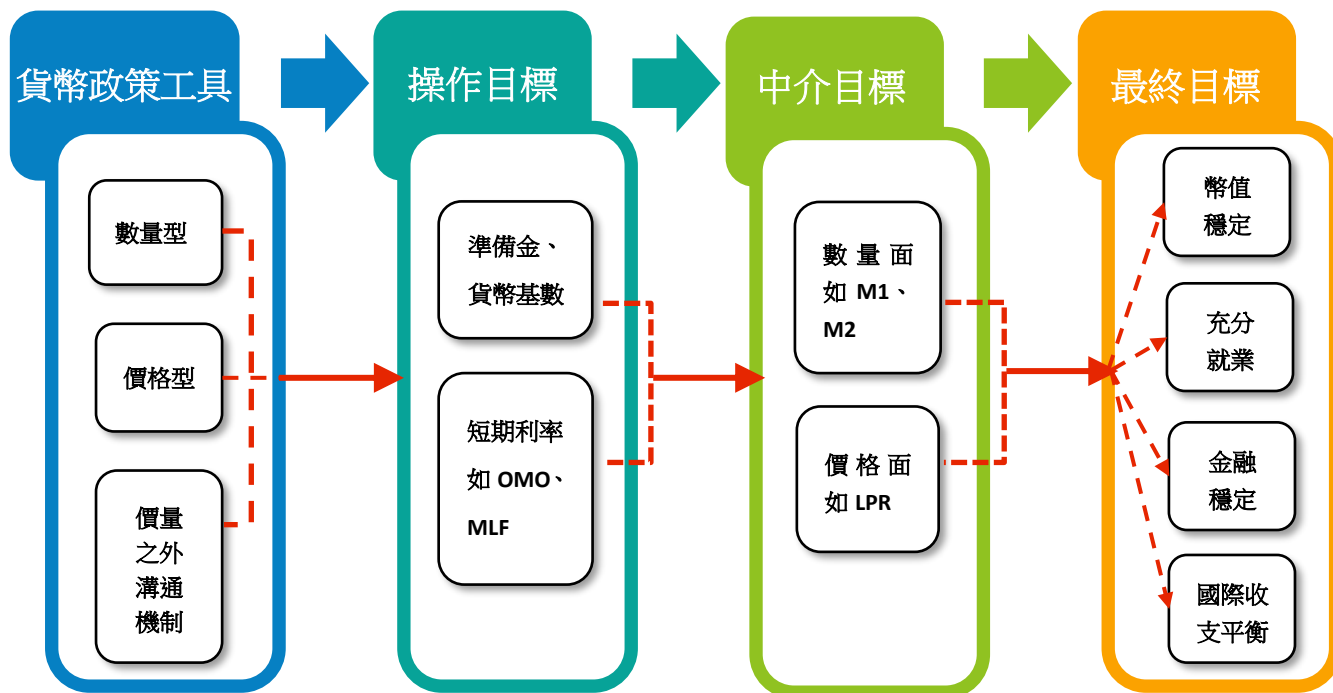 貨幣政策工具
操作目標
中介目標
最終目標
數量型
價格型
價量
之外
溝通
機制
準備金、
貨幣基數
短期利率
如 OMO、
MLF
數量面
如 M1、
M2
價格面
如 LPR
幣值
穩定
充分
就業
金融
穩定
國際收
支平衡